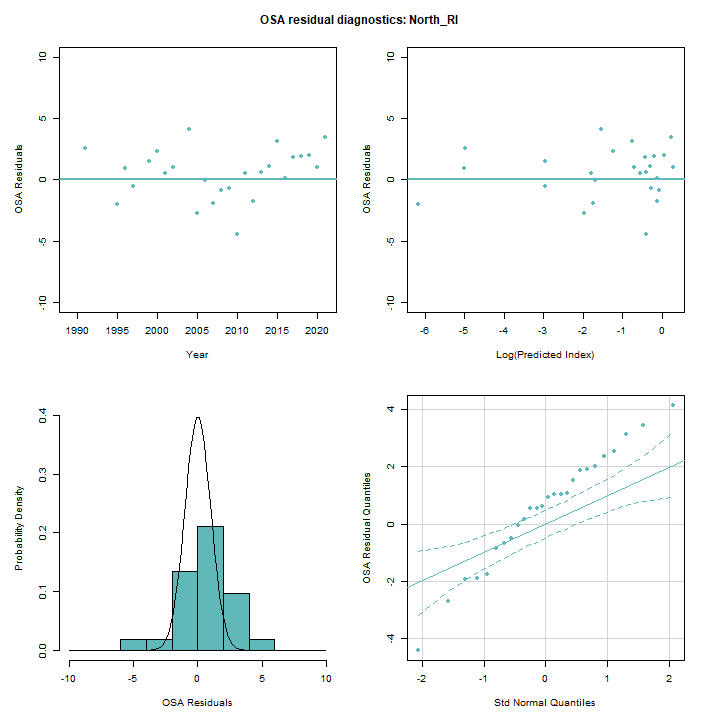 OSA residual diagnostics: North_RI
OSA Residuals
10
5
0
-5
-10
1990 1995 2000 2005 2010 2015 2020
Year
OSA Residuals
10
5
0
-5
-10
-6 -5 -4 -3 -2 -1 0
Log(Predicted Index)
Probability Density
0.4
0.3
0.2
0.1
0.0
-10 -5 0 5 10
OSA Residuals
OSA Residual Quantiles
4
2
0
-2
-4
-2 -1 0 1 2
Std Normal Quantiles